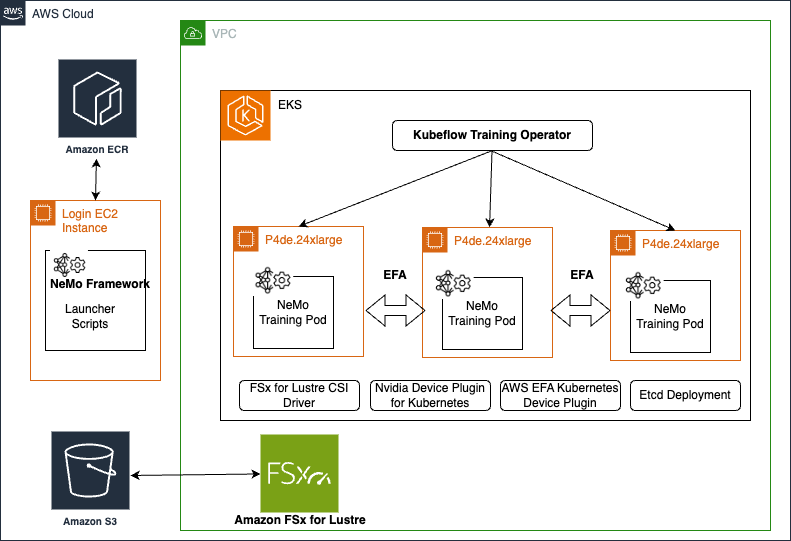 aws
AWS Cloud
VPC
EKS
Kubeflow Training Operator
Amazon ECR
Login EC2
Instance
NeMo Framework
Launcher
Scripts
P4de.24xlarge
NeMo
Training Pod
EFA
P4de.24xlarge
NeMo
Training Pod
EFA
P4de.24xlarge
NeMo
Training Pod
FSx for Lustre CSI
Driver
Nvidia Device Plugin
for Kubernetes
AWS EFA Kubernetes
Device Plugin
Etcd Deployment
Amazon S3
FSx
Amazon FSx for Lustre